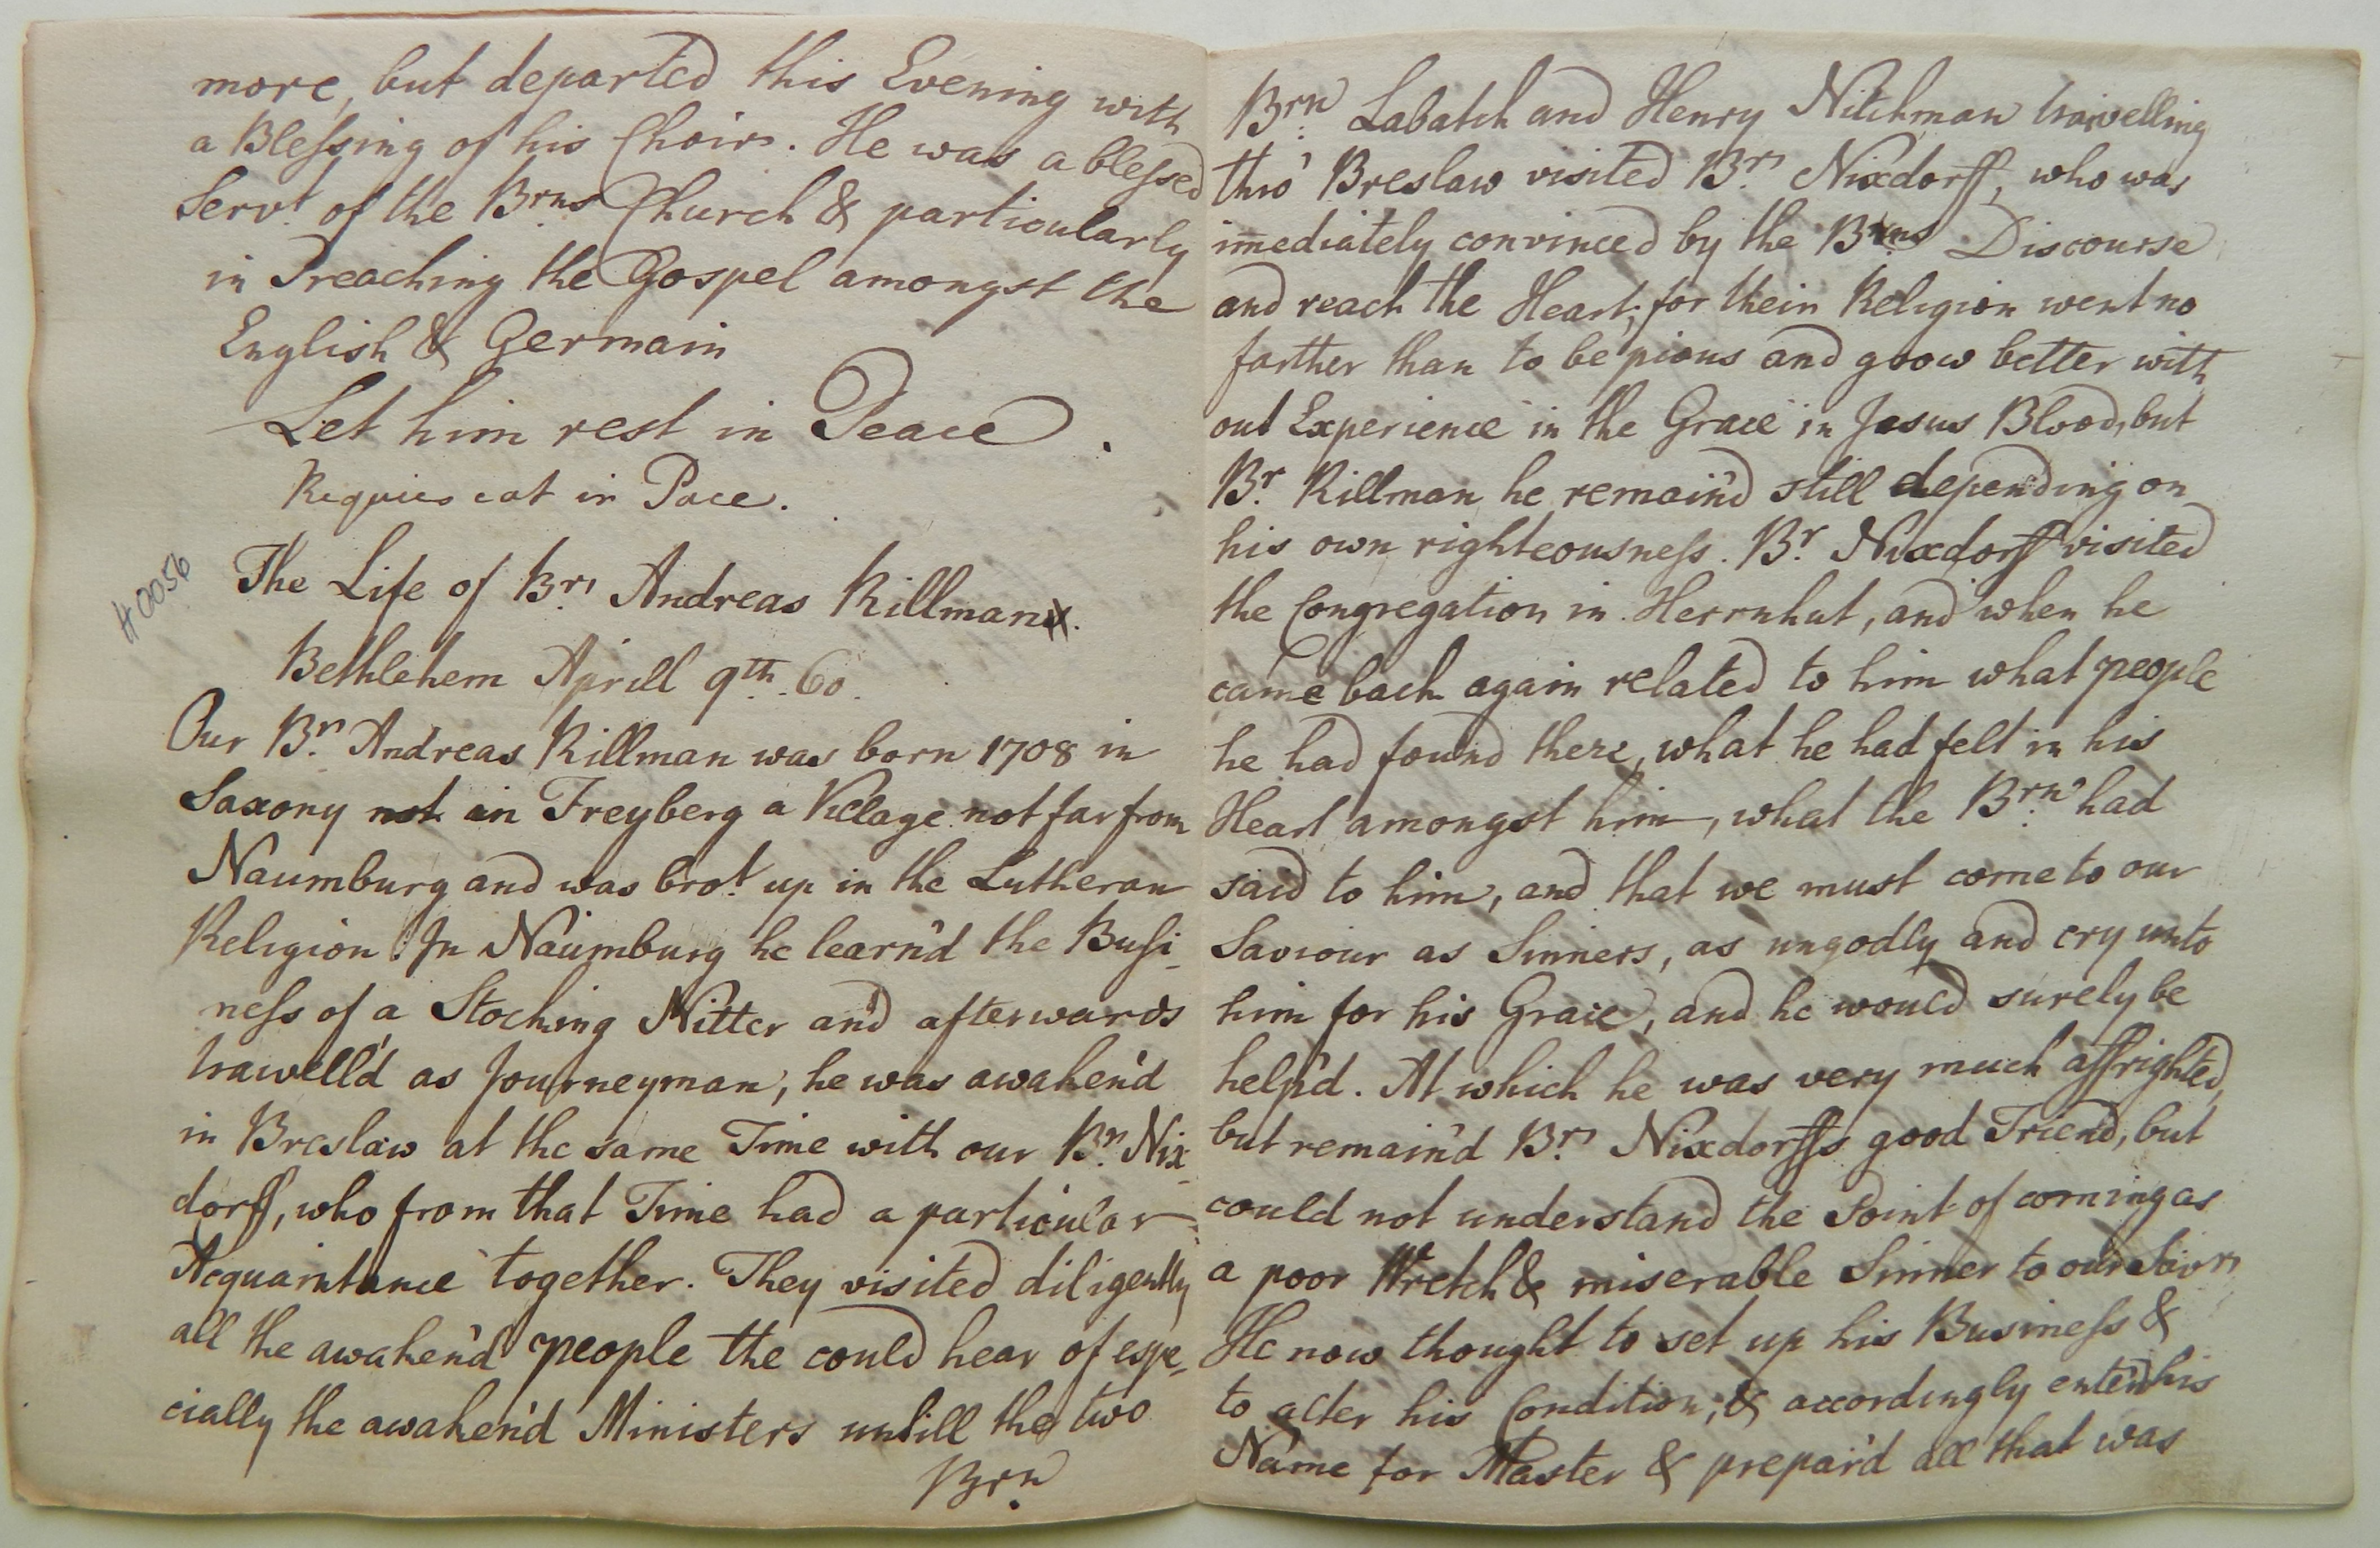 more, but departed this Evening with
a Blessing of his Choir. He was a blessed
Servt of the Brns Church & particularly
in Preaching the Gospel amongst the
English & Germain
Let him rest in Peace.
Requies cat in Pace.
H0056
The Life of Br. Andreas Killman.
Bethlehem Aprill 9th. 60.
Our Br. Andreas Killman was born 1708 in
Saxony not in Freyberg a Village not far from
Naumburg and was brot up in the Lutheran
Religion. In Naumburg he learn'd the Busi
ness of a Stocking Nitter and afterwards
travell'd as Journeyman, he was awaken'd
in Breslaw at the same Time with our Br. Nix
dorff, who from that Time had a particular
Acquaintance together. They visited diligently
all the awaken'd people the could hear of espe
cially the awaken'd Ministers untill the two
Brn
Brn Labatch and Henry Nitchman travelling
thro' Breslaw visited Br. Nixdorff, who was
imediately convinced by the Brns Discourse
and reach the Heart; for their Religion went no
farther than to be pious and grow better with
out Experience in the Grace in Jesus Blood, but
Br. Killman he remain'd still depending on
his own righteousness. Br. Nixdorff visited
the Congregation in Herrnhut, and when he
came back again related to him what people
he had found there, what he had felt in his
Heart amongst him, what the Brn had
said to him, and that we must come to our
Saviour as Sinners, as ungodly and cry unto
him for his Grace, and he would surely be
help'd. At which he was very much affrighted,
but remain'd Br. Nixdorffs good Friend, but
could not understand the Point of coming as
a poor Wretch & miserable Sinner to our Savr
He now thought to set up his Business &
to alter his Condition, & accordingly enter'd his
Name for Master & prepar'd all that was